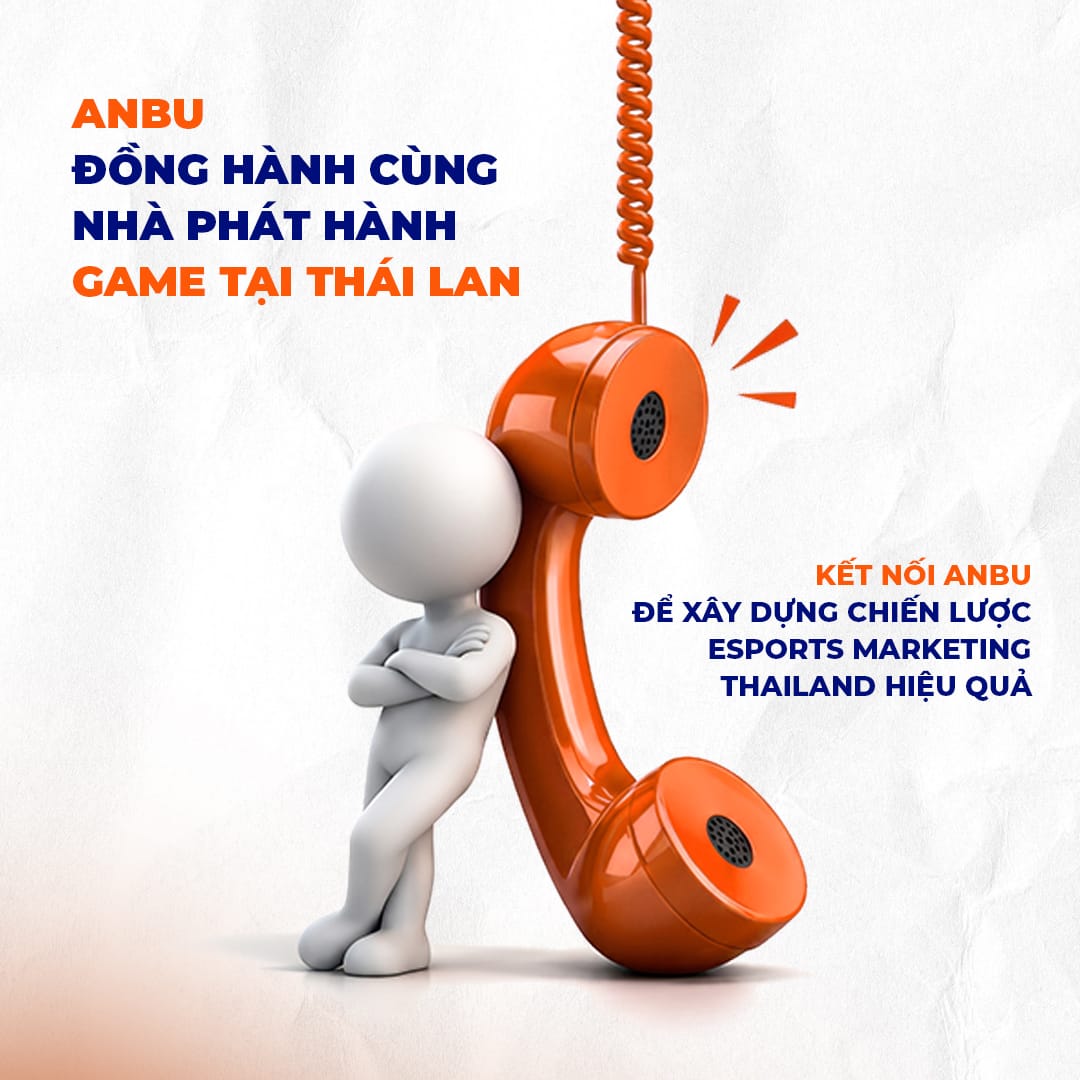 ANBU
ĐỒNG HÀNH CÙNG
NHÀ PHÁT HÀNH
GAME TẠI THÁI LAN
KẾT NỐI ANBU
ĐỂ XÂY DỰNG CHIẾN LƯỢC
ESPORTS MARKETING
THAILAND HIỆU QUẢ